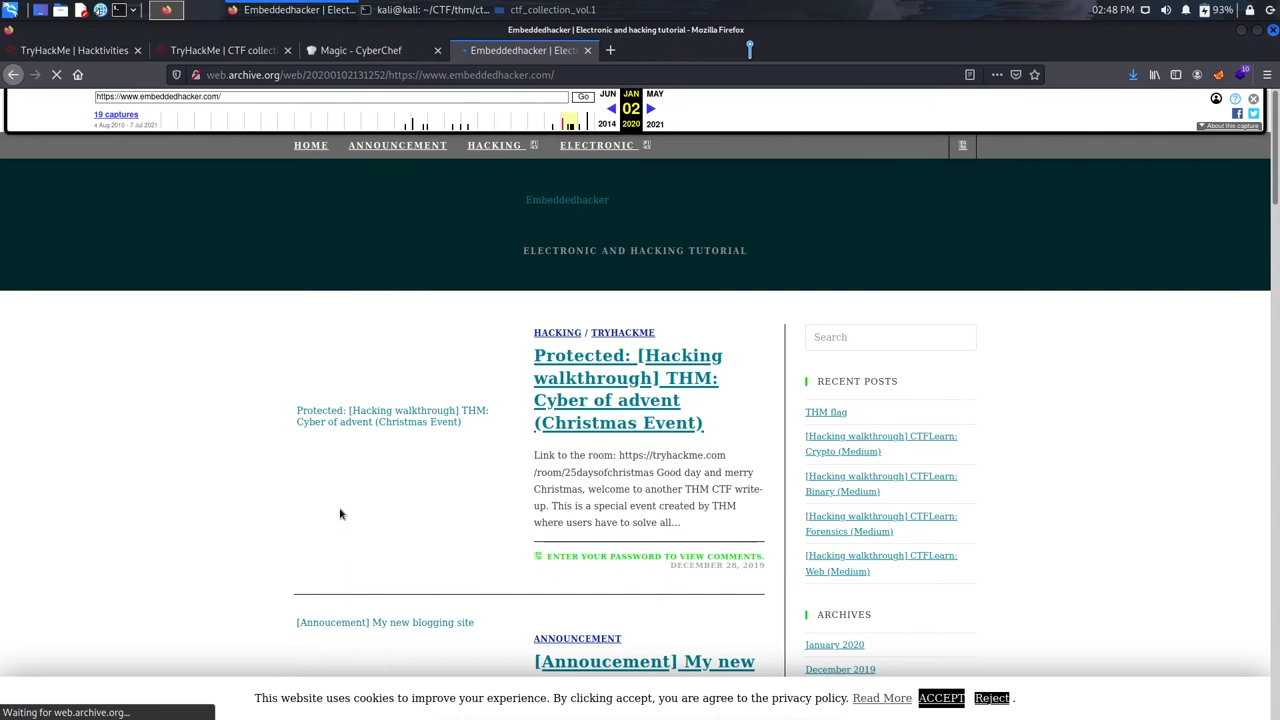 Embeddedhacker | Elect...
kali@kali: ~/CTF/thm/ct...
ctf_collection_vol.1
02:48 PM
93%
Embeddedhacker | Electronic and hacking tutorial - Mozilla Firefox
TryHackMe | Hacktivities
TryHackMe | CTF collect
Magic - CyberChef
Embeddedhacker | Electr
web.archive.org/web/20200102131252/https://www.embeddedhacker.com/
10
https://www.embeddedhacker.com/
Go
JUN JAN MAY
19 captures
02
4 Aug 2010 - 7 Jul 2021
2014 2020 2021
About this capture
HOME ANNOUNCEMENT HACKING ELECTRONIC
Embeddedhacker
ELECTRONIC AND HACKING TUTORIAL
Protected: [Hacking walkthrough] THM:
Cyber of advent (Christmas Event)
HACKING / TRYHACKME
Protected: [Hacking
walkthrough] THM:
Cyber of advent
(Christmas Event)
Link to the room: https://tryhackme.com
/room/25daysofchristmas Good day and merry
Christmas, welcome to another THM CTF write-
up. This is a special event created by THM
where users have to solve all...
ENTER YOUR PASSWORD TO VIEW COMMENTS.
DECEMBER 28, 2019
[Annoucement] My new blogging site
ANNOUNCEMENT
[Annoucement] My new
Search
RECENT POSTS
THM flag
[Hacking walkthrough] CTFLearn:
Crypto (Medium)
[Hacking walkthrough] CTFLearn:
Binary (Medium)
[Hacking walkthrough] CTFLearn:
Forensics (Medium)
[Hacking walkthrough] CTFLearn:
Web (Medium)
ARCHIVES
January 2020
December 2019
This website uses cookies to improve your experience. By clicking accept, you are agree to the privacy policy. Read More ACCEPT Reject .
Waiting for web.archive.org...